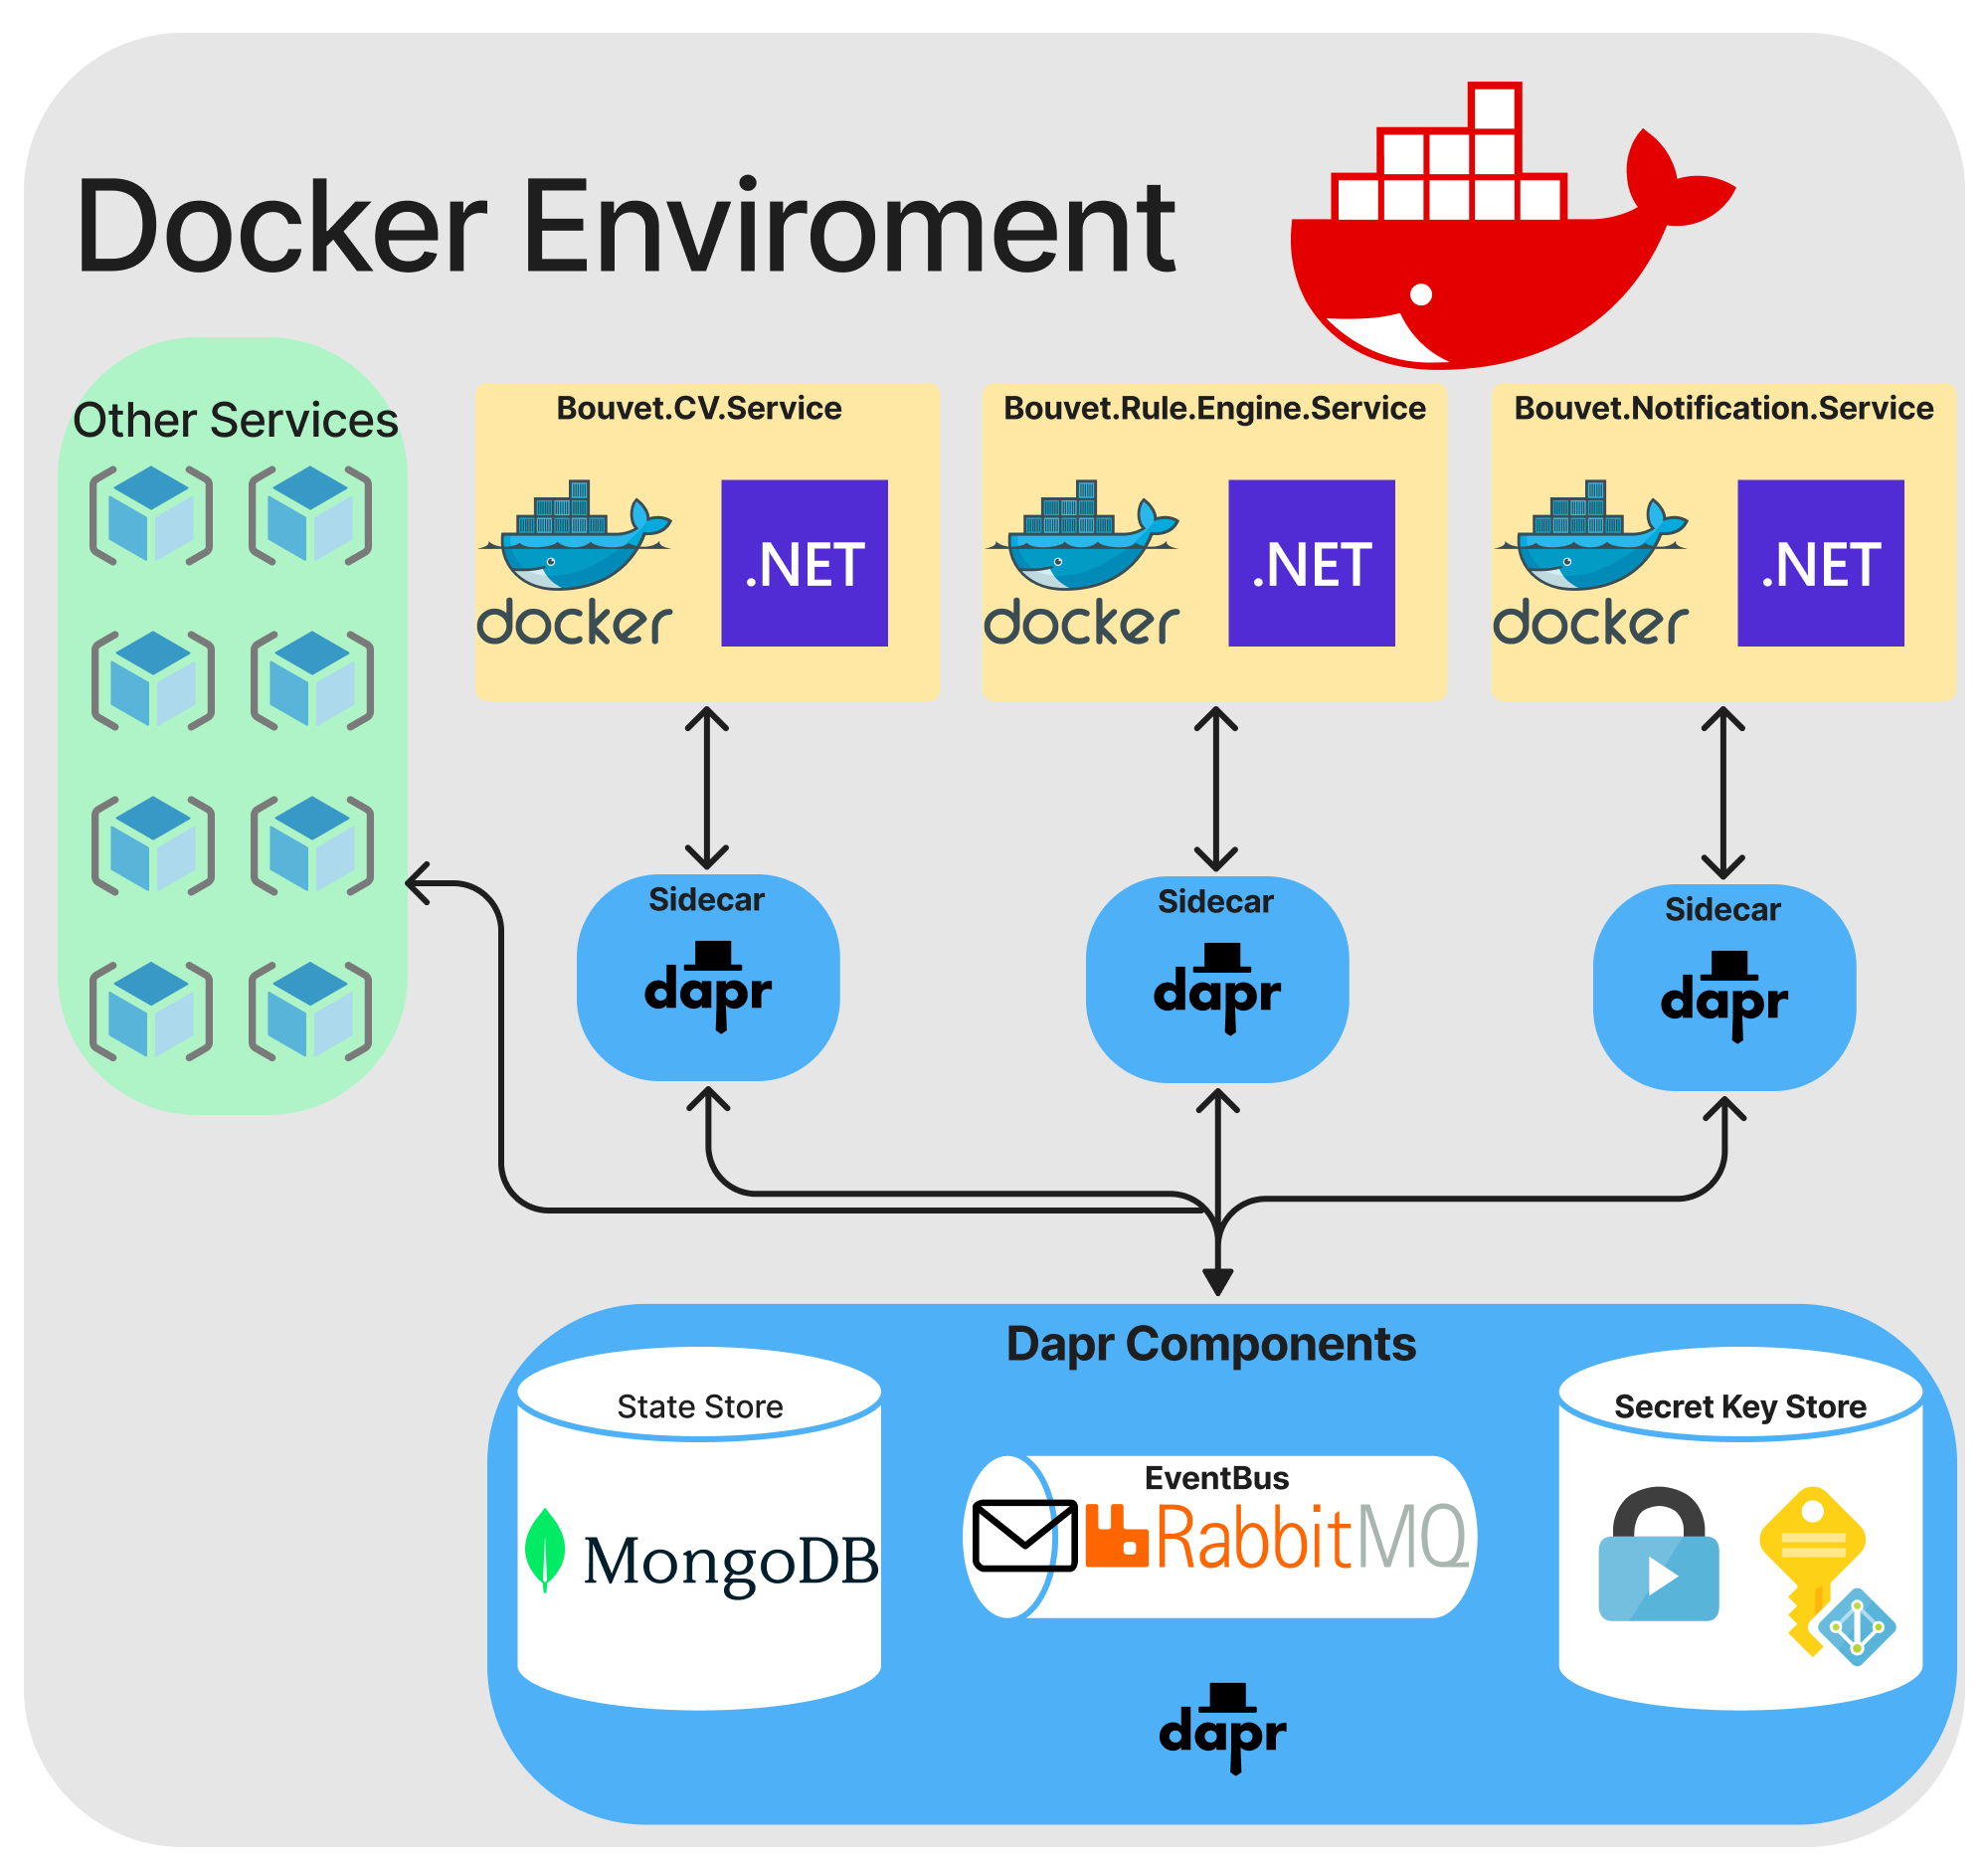 Docker Enviroment
Other Services
Bouvet.CV.Service
docker
.NET
Bouvet.Rule.Engine.Service
docker
.NET
Bouvet.Notification.Service
docker
.NET
Sidecar
dapr
Sidecar
dapr
Sidecar
dapr
Dapr Components
State Store
MongoDB
EventBus
RabbitMQ
Secret Key Store
dapr